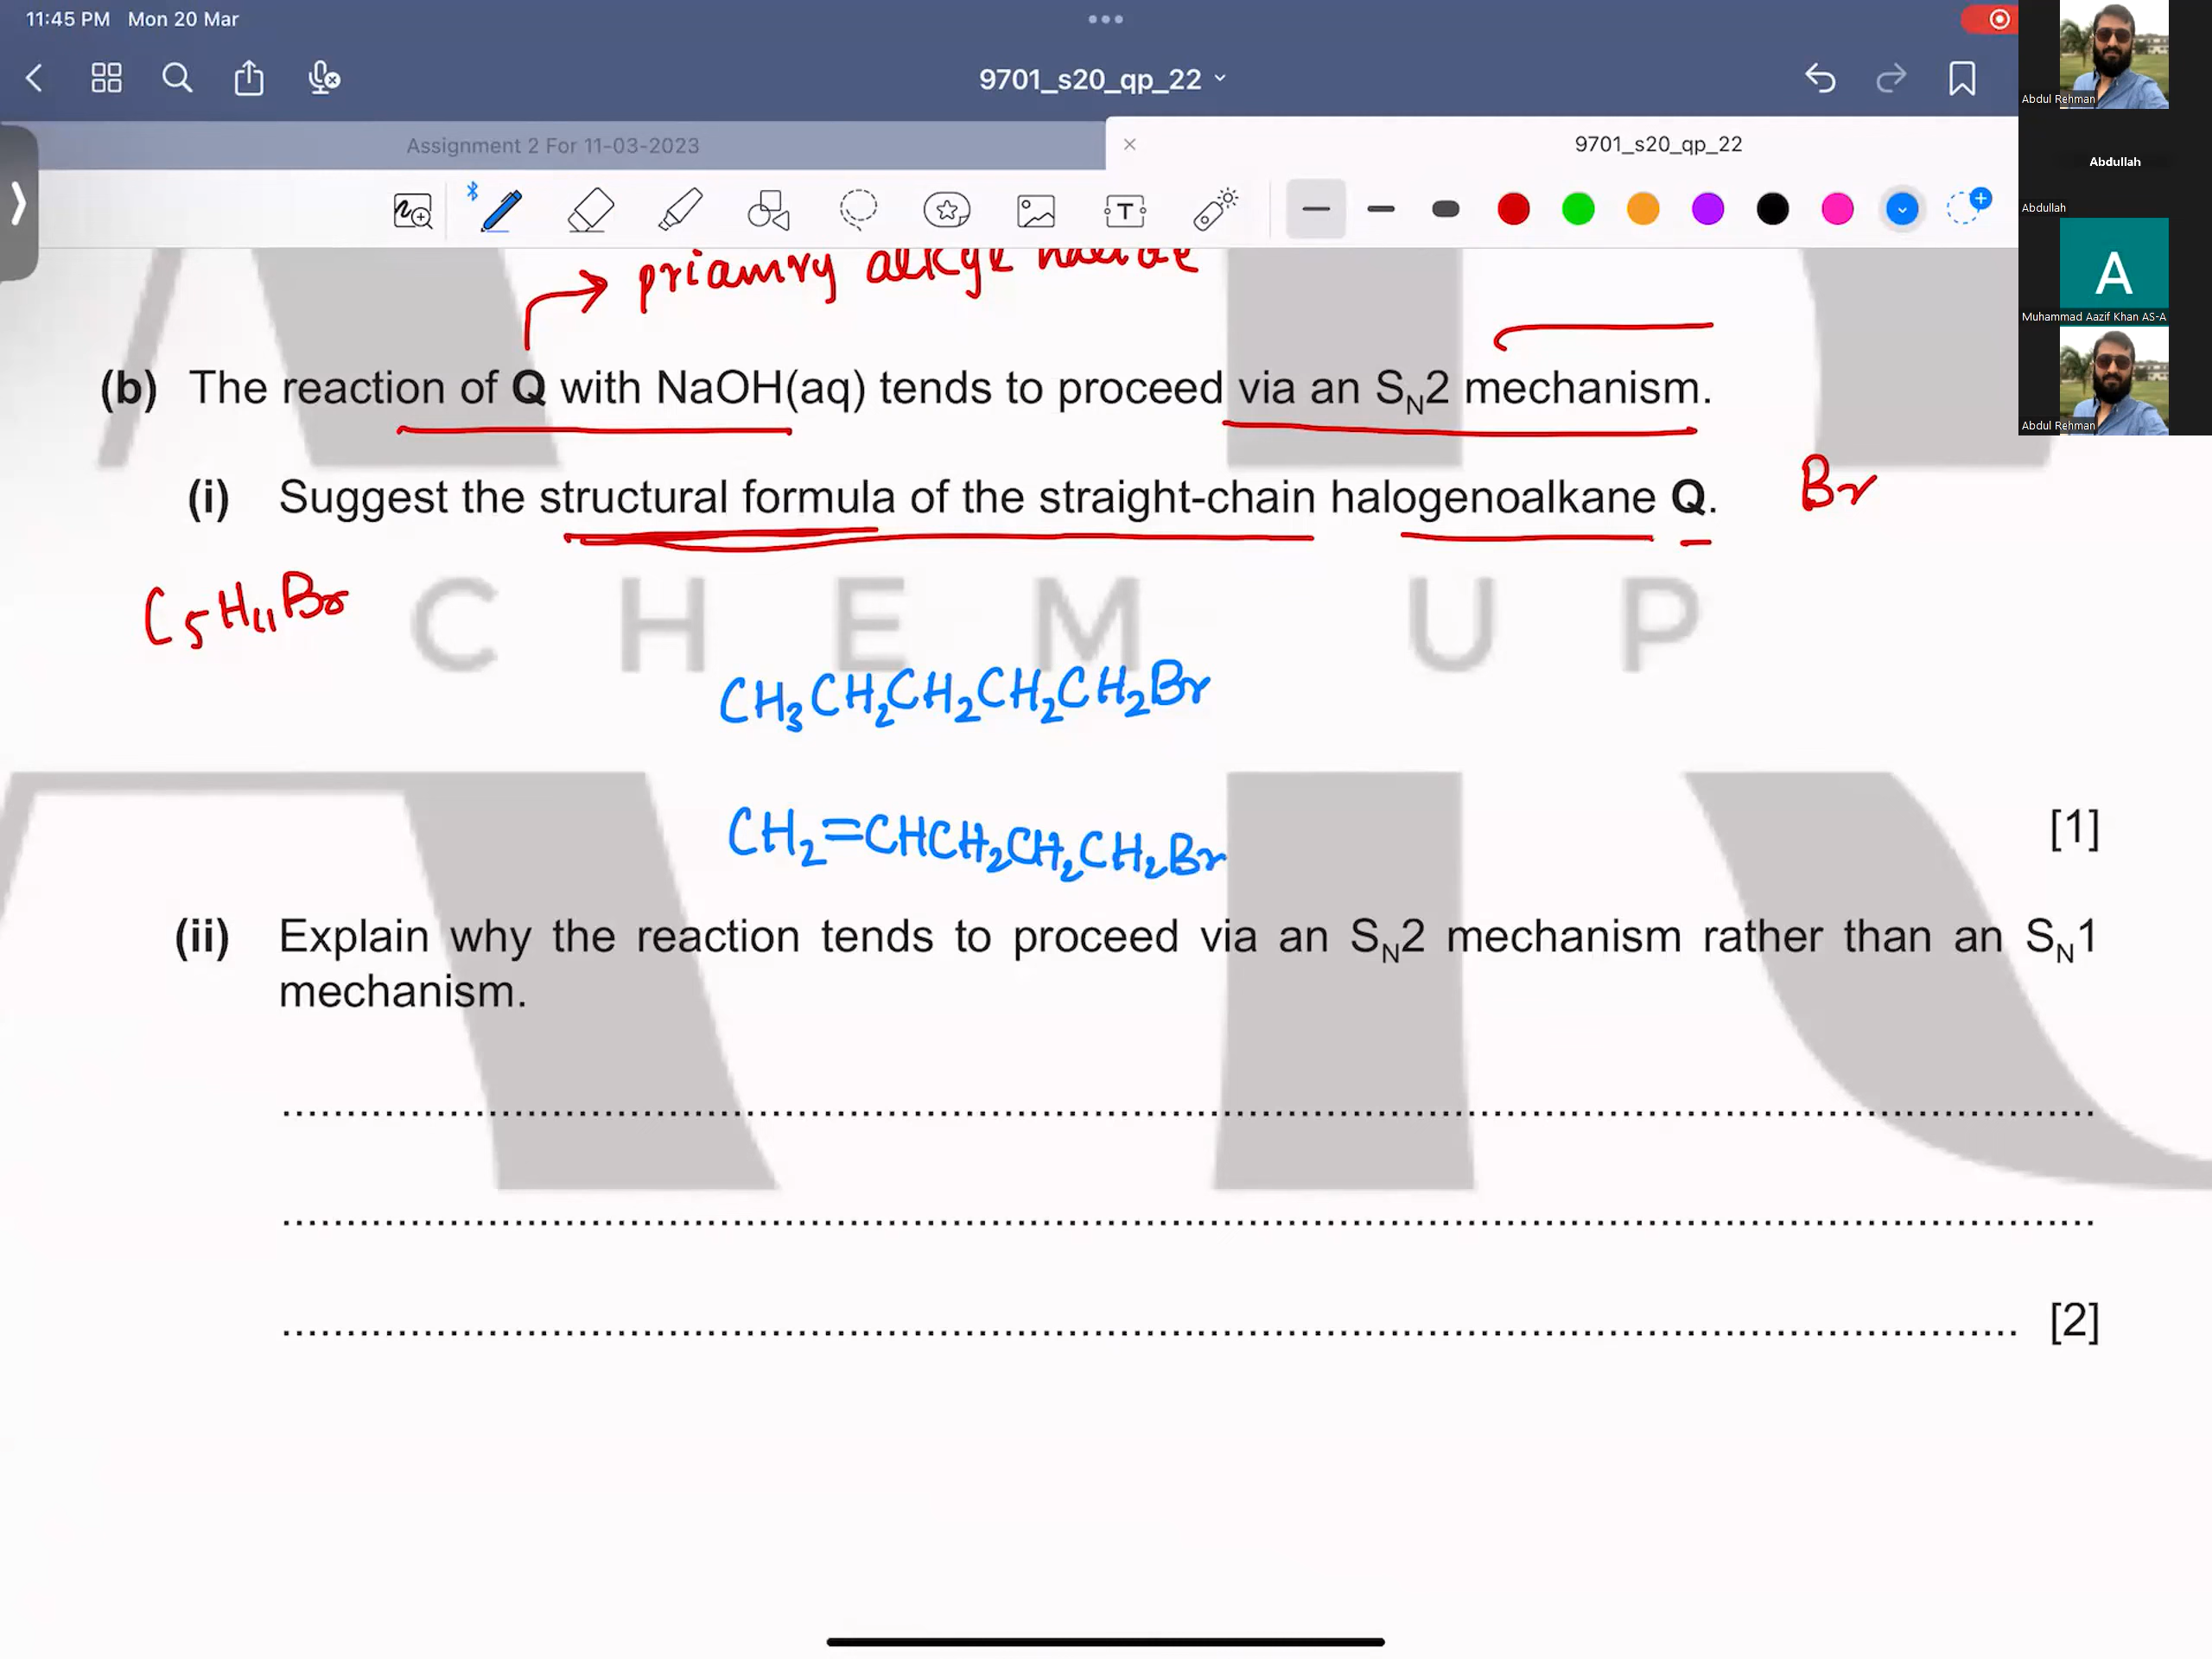 11:45 PM Mon 20 Mar
9701_s20_qp_22
Assignment 2 For 11-03-2023
9701_s20_qp_22
T
Abdul Rehman
Abdullah
Abdullah
A
Muhammad Aazif Khan AS-A
Abdul Rehman
priamry alkyl halide
(b) The reaction of Q with NaOH(aq) tends to proceed via an SN2 mechanism.
(i) Suggest the structural formula of the straight-chain halogenoalkane Q.
Br
C5H11Br
CHEM UP
CH3CH2CH2CH2CH2Br
CH2=CHCH2CH2CH2Br
[1]
(ii) Explain why the reaction tends to proceed via an SN2 mechanism rather than an SN1
mechanism.
[2]